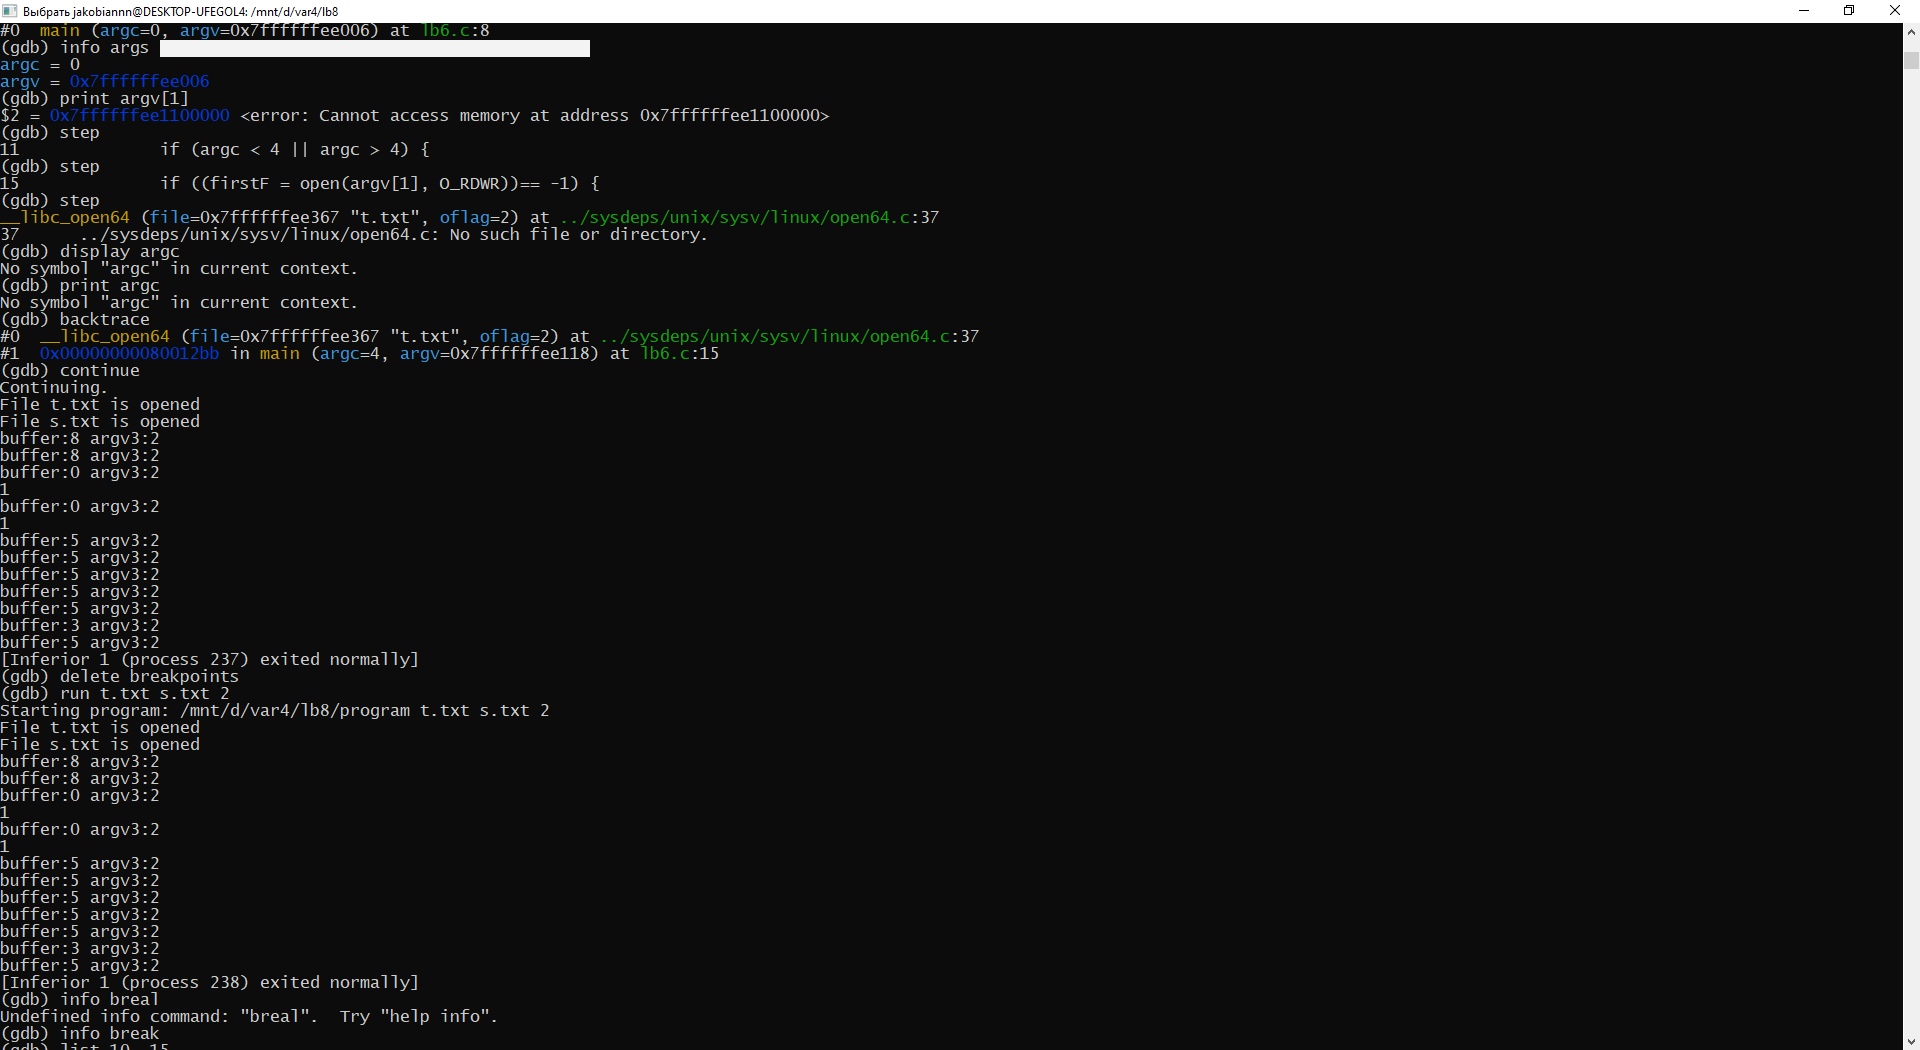 Выбрать jakobiannn@DESKTOP-UFEGOL4: /mnt/d/var4/lb8
#0  main (argc=0, argv=0x7ffffffee006) at lb6.c:8
(gdb) info args
argc = 0
argv = 0x7ffffffee006
(gdb) print argv[1]
$2 = 0x7ffffffee1100000 <error: Cannot access memory at address 0x7ffffffee1100000>
(gdb) step
11              if (argc < 4 || argc > 4) {
(gdb) step
15              if ((firstF = open(argv[1], O_RDWR))== -1) {
(gdb) step
__libc_open64 (file=0x7ffffffee367 "t.txt", oflag=2) at ../sysdeps/unix/sysv/linux/open64.c:37
37      ../sysdeps/unix/sysv/linux/open64.c: No such file or directory.
(gdb) display argc
No symbol "argc" in current context.
(gdb) print argc
No symbol "argc" in current context.
(gdb) backtrace
#0  __libc_open64 (file=0x7ffffffee367 "t.txt", oflag=2) at ../sysdeps/unix/sysv/linux/open64.c:37
#1  0x00000000080012bb in main (argc=4, argv=0x7ffffffee118) at lb6.c:15
(gdb) continue
Continuing.
File t.txt is opened
File s.txt is opened
buffer:8 argv3:2
buffer:8 argv3:2
buffer:0 argv3:2
1
buffer:0 argv3:2
1
buffer:5 argv3:2
buffer:5 argv3:2
buffer:5 argv3:2
buffer:5 argv3:2
buffer:5 argv3:2
buffer:3 argv3:2
buffer:5 argv3:2
[Inferior 1 (process 237) exited normally]
(gdb) delete breakpoints
(gdb) run t.txt s.txt 2
Starting program: /mnt/d/var4/lb8/program t.txt s.txt 2
File t.txt is opened
File s.txt is opened
buffer:8 argv3:2
buffer:8 argv3:2
buffer:0 argv3:2
1
buffer:0 argv3:2
1
buffer:5 argv3:2
buffer:5 argv3:2
buffer:5 argv3:2
buffer:5 argv3:2
buffer:5 argv3:2
buffer:3 argv3:2
buffer:5 argv3:2
[Inferior 1 (process 238) exited normally]
(gdb) info breal
Undefined info command: "breal".  Try "help info".
(gdb) info break
(gdb) list 10, 15